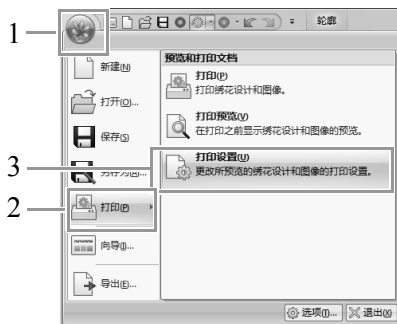 1
轮廓
新建(N)
预览和打印文档
打印(P)
打印绣花设计和图像。
打开(O)...
打印预览(V)
在打印之前显示绣花设计和图像的预览。
保存(S)
3
打印设置(U)
更改所预览的绣花设计和图像的打印设置。
另存为(A)...
2
打印(P)
向导(I)...
导出(E)...
选项(T)...
退出(X)